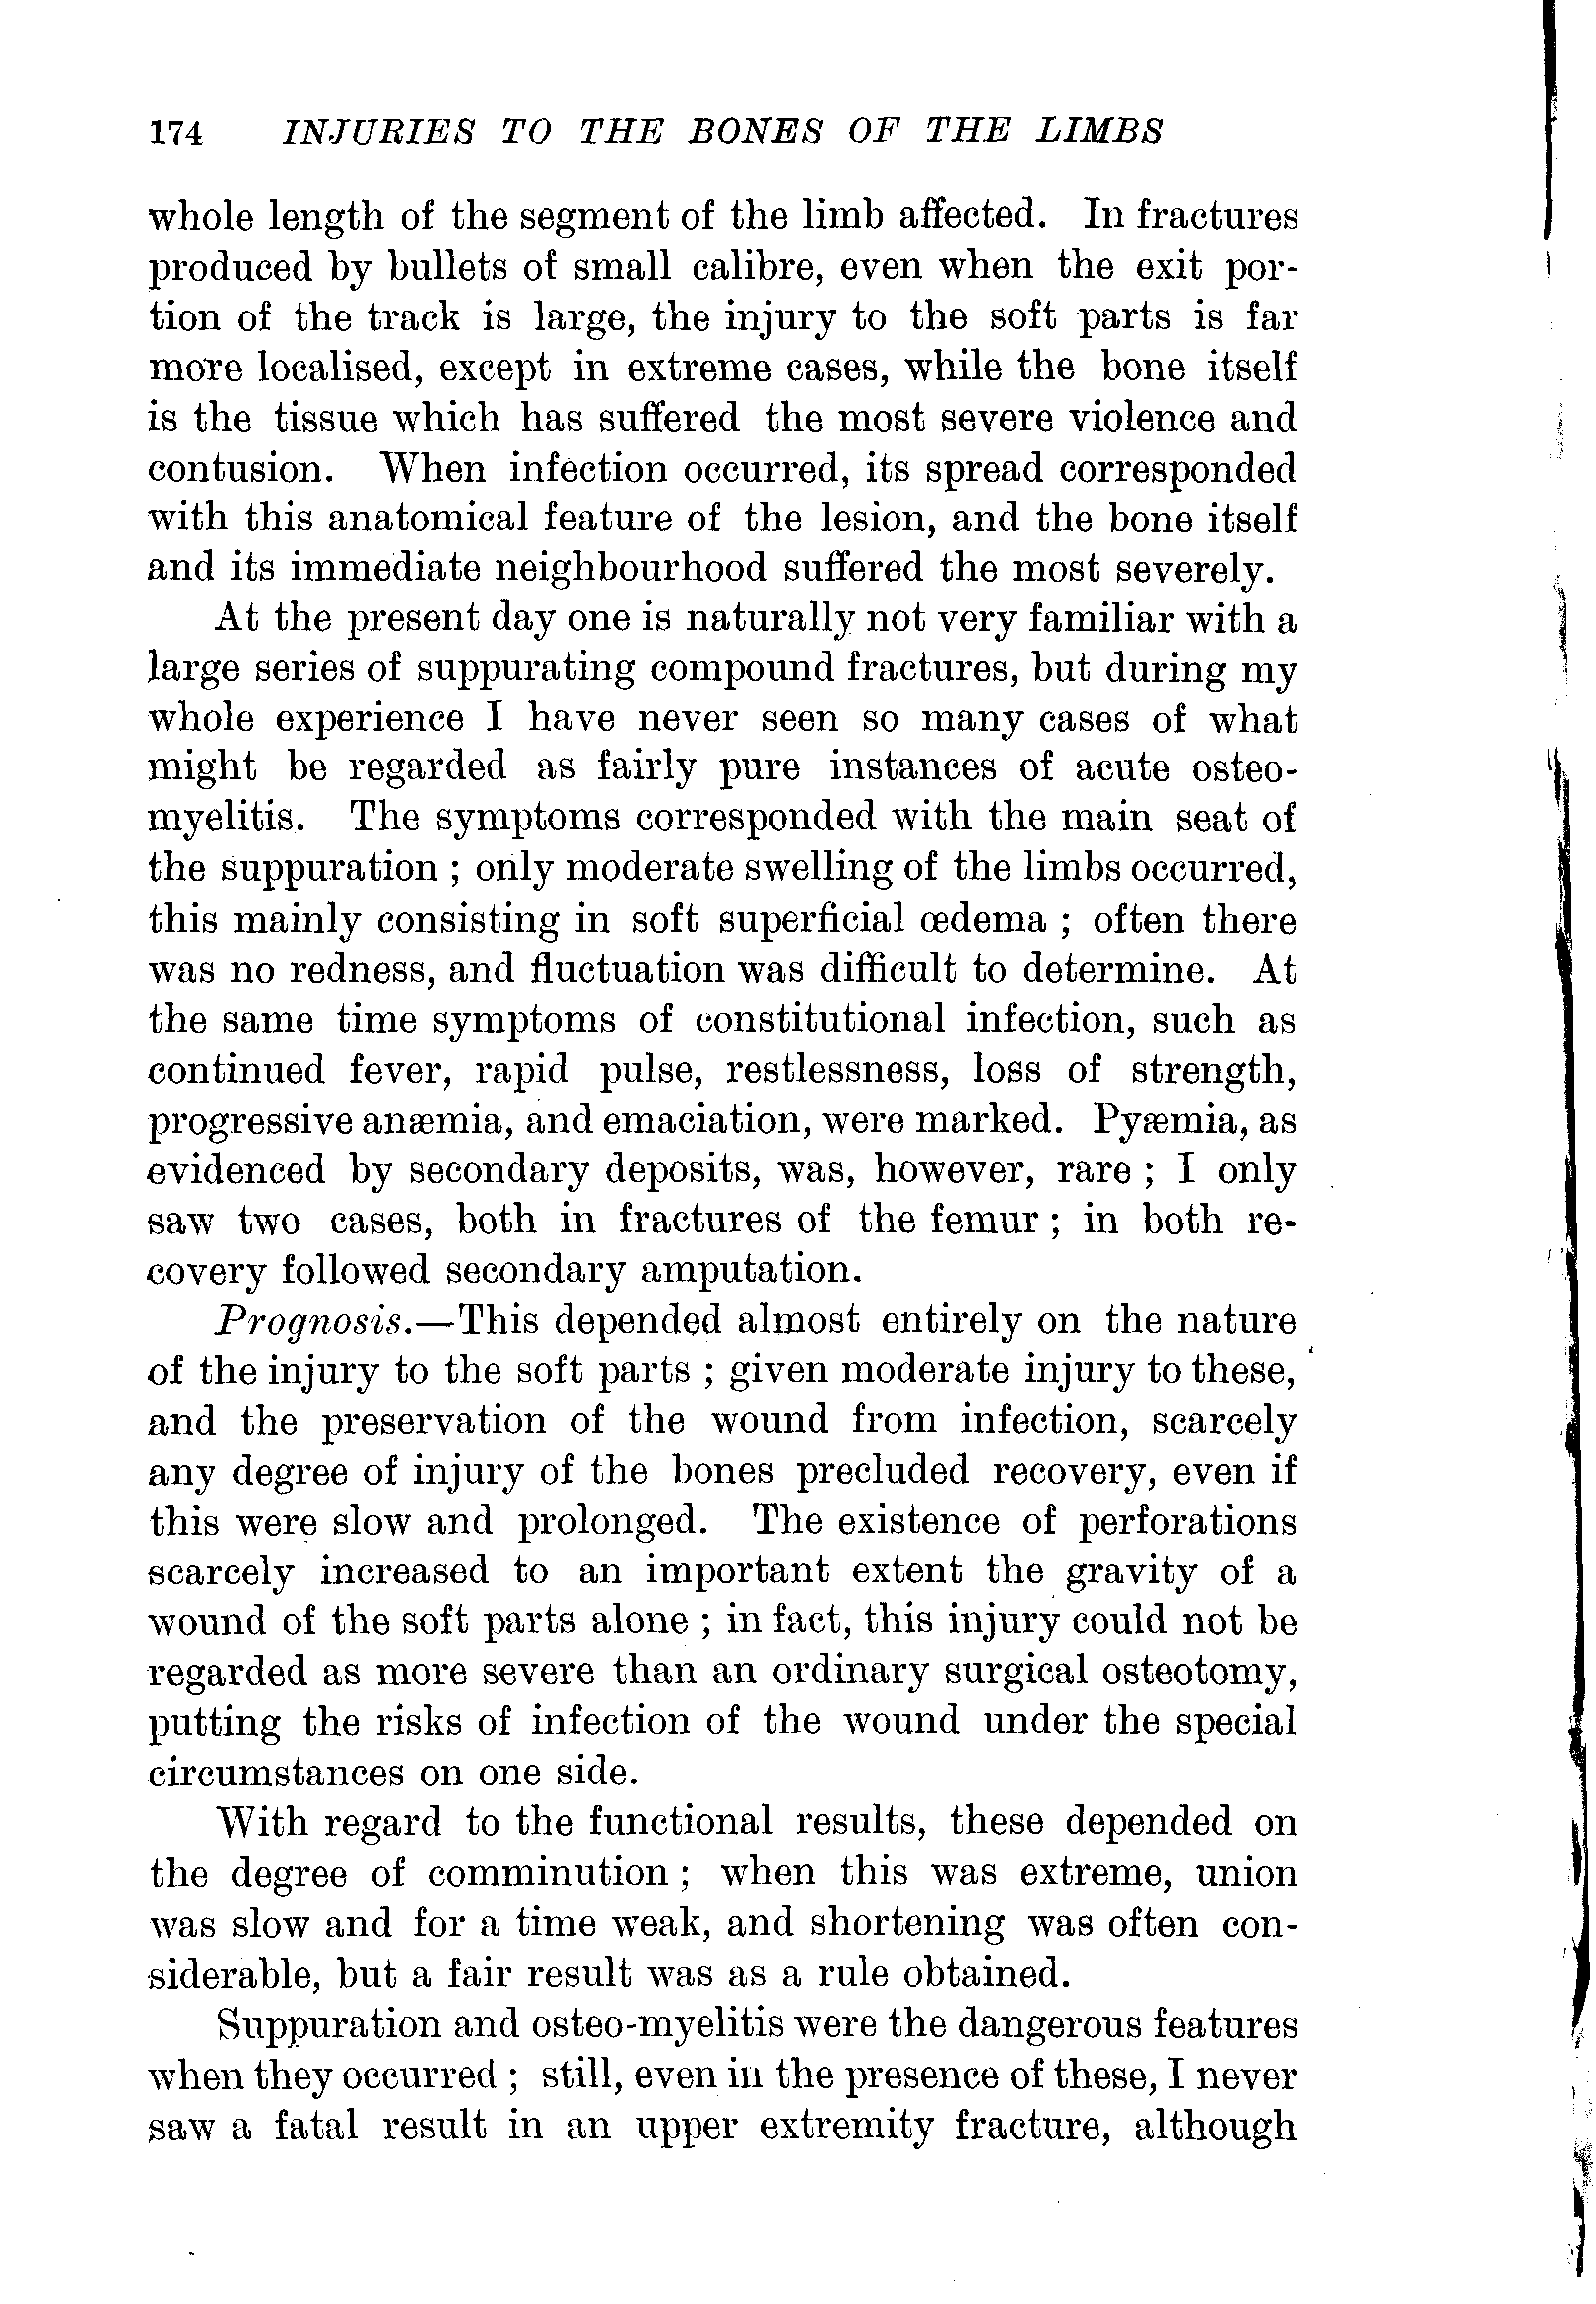 174 INJURIES TO THE BONES OF THE LIMBS
whole length of the segment of the limb affected. In fractures
produced by bullets of small calibre, even when the exit por-
tion of the track is large, the injury to the soft parts is far
more localised, except in extreme cases, while the bone itself
is the tissue which has suffered the most severe violence and
contusion. When infection occurred, its spread corresponded
with this anatomical feature of the lesion, and the bone itself
and its immediate neighbourhood suffered the most severely.
At the present day one is naturally not very familiar with a
large series of suppurating compound fractures, but during my
whole experience I have never seen so many cases of what
might be regarded as fairly pure instances of acute osteo-
myelitis. The symptoms corresponded with the main seat of
the suppuration ; only moderate swelling of the limbs occurred,
this mainly consisting in soft superficial œdema ; often there
was no redness, and fluctuation was difficult to determine. At
the same time symptoms of constitutional infection, such as
continued fever, rapid pulse, restlessness, loss of strength,
progressive anæmia, and emaciation, were marked. Pyæmia, as
evidenced by secondary deposits, was, however, rare ; I only
saw two cases, both in fractures of the femur ; in both re-
covery followed secondary amputation.
Prognosis.—This depended almost entirely on the nature
of the injury to the soft parts ; given moderate injury to these,
and the preservation of the wound from infection, scarcely
any degree of injury of the bones precluded recovery, even if
this were slow and prolonged. The existence of perforations
scarcely increased to an important extent the gravity of a
wound of the soft parts alone ; in fact, this injury could not be
regarded as more severe than an ordinary surgical osteotomy,
putting the risks of infection of the wound under the special
circumstances on one side.
With regard to the functional results, these depended on
the degree of comminution ; when this was extreme, union
was slow and for a time weak, and shortening was often con-
siderable, but a fair result was as a rule obtained.
Suppuration and osteo-myelitis were the dangerous features
when they occurred ; still, even in the presence of these, I never
saw a fatal result in an upper extremity fracture, although